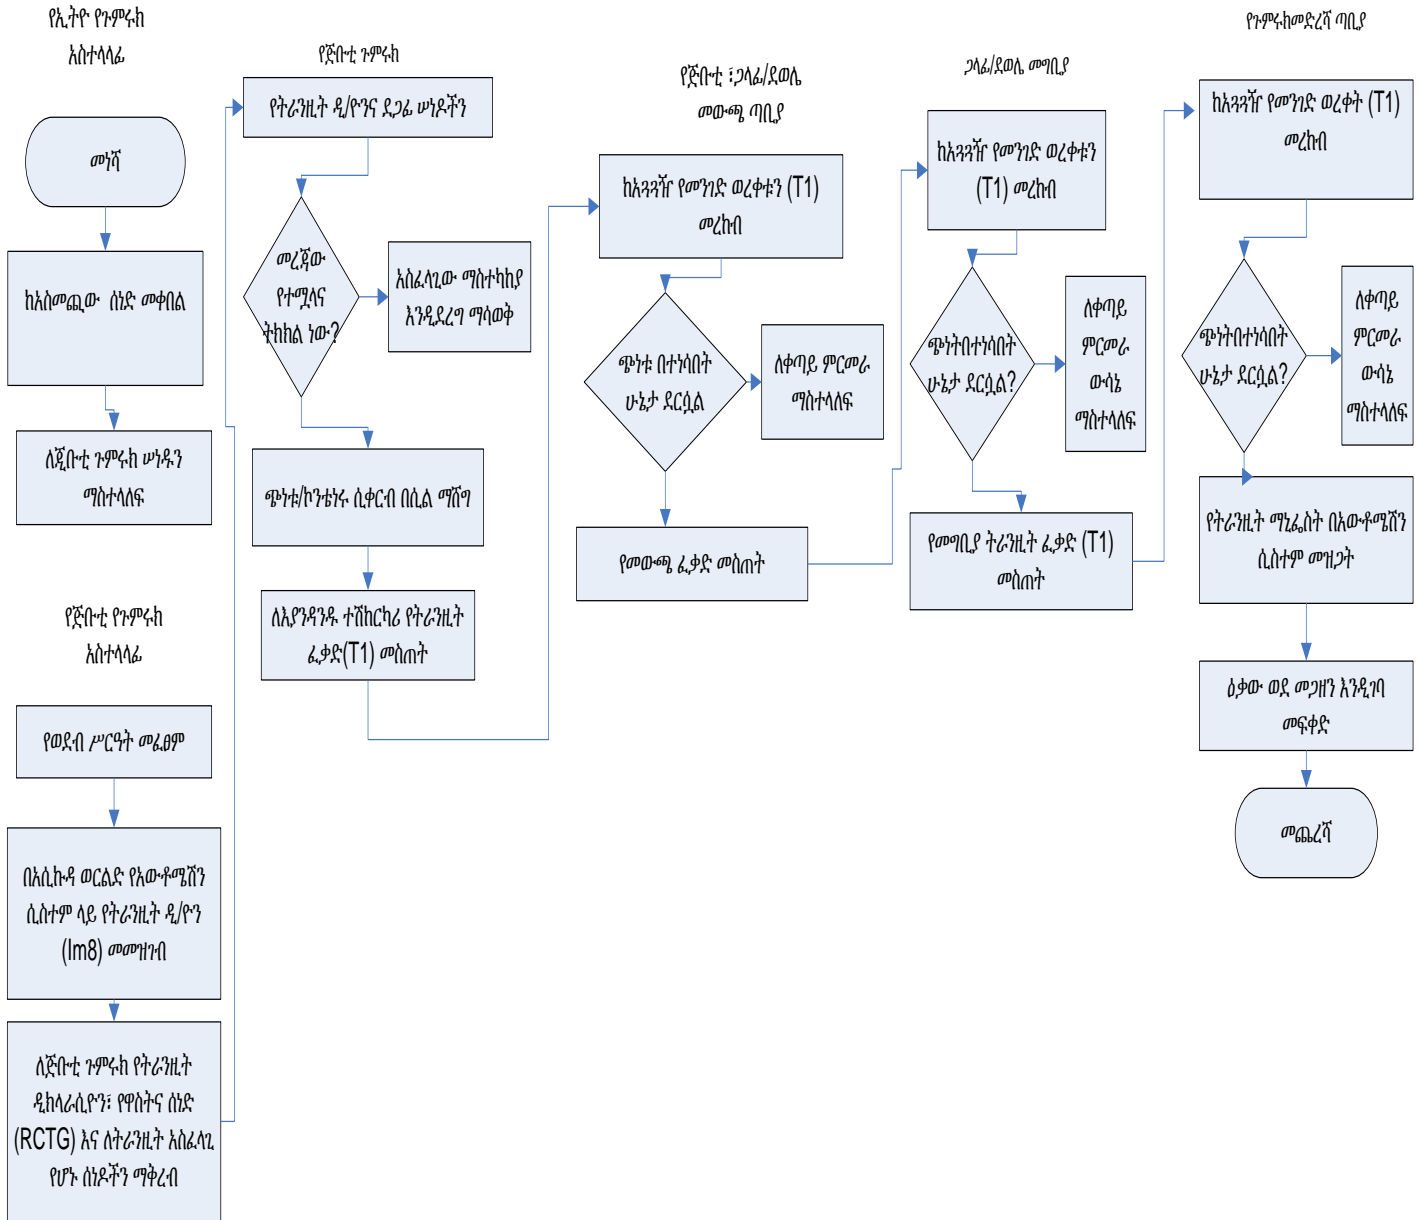 የኢትዮ የጉምሩክ
አስተላላፊ
መነሻ
ከአስመጪው ሰነድ መቀበል
ለጂቡቲ ጉምሩክ ሠነዱን
ማስተላለፍ
የጅቡቲ የጉምሩክ
አስተላላፊ
የወደብ ሥርዓት መፈፀም
በአሲኩዳ ወርልድ የአውቶሜሽን
ሲስተም ላይ የትራንዚት ዲ/ዮን
(Im8) መመዝገብ
ለጅቡቲ ጉምሩክ የትራንዚት
ዲክላራሲዮን፣ የዋስትና ሰነድ
(RCTG) እና ለትራንዚት አስፈላጊ
የሆኑ ሰነዶችን ማቅረብ
የጅቡቲ ጉምሩክ
የትራንዚት ዲ/ዮንና ደጋፊ ሠነዶችን
መረጃው
የተሟላና
ትክክል ነው?
አስፈላጊው ማስተካከያ
እንዲደረግ ማሳወቅ
ጭነቱ/ኮንቴነሩ ሲቀርብ በሲል ማሸግ
ለእያንዳንዱ ተሽከርካሪ የትራንዚት
ፈቃድ(T1) መስጠት
የጅቡቲ ፣ጋላፊ/ደወሌ
መውጫ ጣቢያ
ከአጓጓዥ የመንገድ ወረቀቱን (T1)
መረከብ
ጭነቱ በተነሳበት
ሁኔታ ደርሷል
ለቀጣይ ምርመራ
ማስተላለፍ
የመውጫ ፈቃድ መስጠት
ጋላፊ/ደወሌ መግቢያ
ከአጓጓዥ የመንገድ ወረቀቱን
(T1) መረከብ
ጭነትበተነሳበት
ሁኔታ ደርሷል?
ለቀጣይ
ምርመራ
ውሳኔ
ማስተላለፍ
የመግቢያ ትራንዚት ፈቃድ (T1)
መስጠት
የጉምሩክመድረሻ ጣቢያ
ከአጓጓዥ የመንገድ ወረቀት (T1)
መረከብ
ጭነትበተነሳበት
ሁኔታ ደርሷል?
ለቀጣይ
ምርመራ
ውሳኔ
ማስተላለፍ
የትራንዚት ማኒፌስት በአውቶሜሽን
ሲስተም መዝጋት
ዕቃው ወደ መጋዘን እንዲገባ
መፍቀድ
መጨረሻ